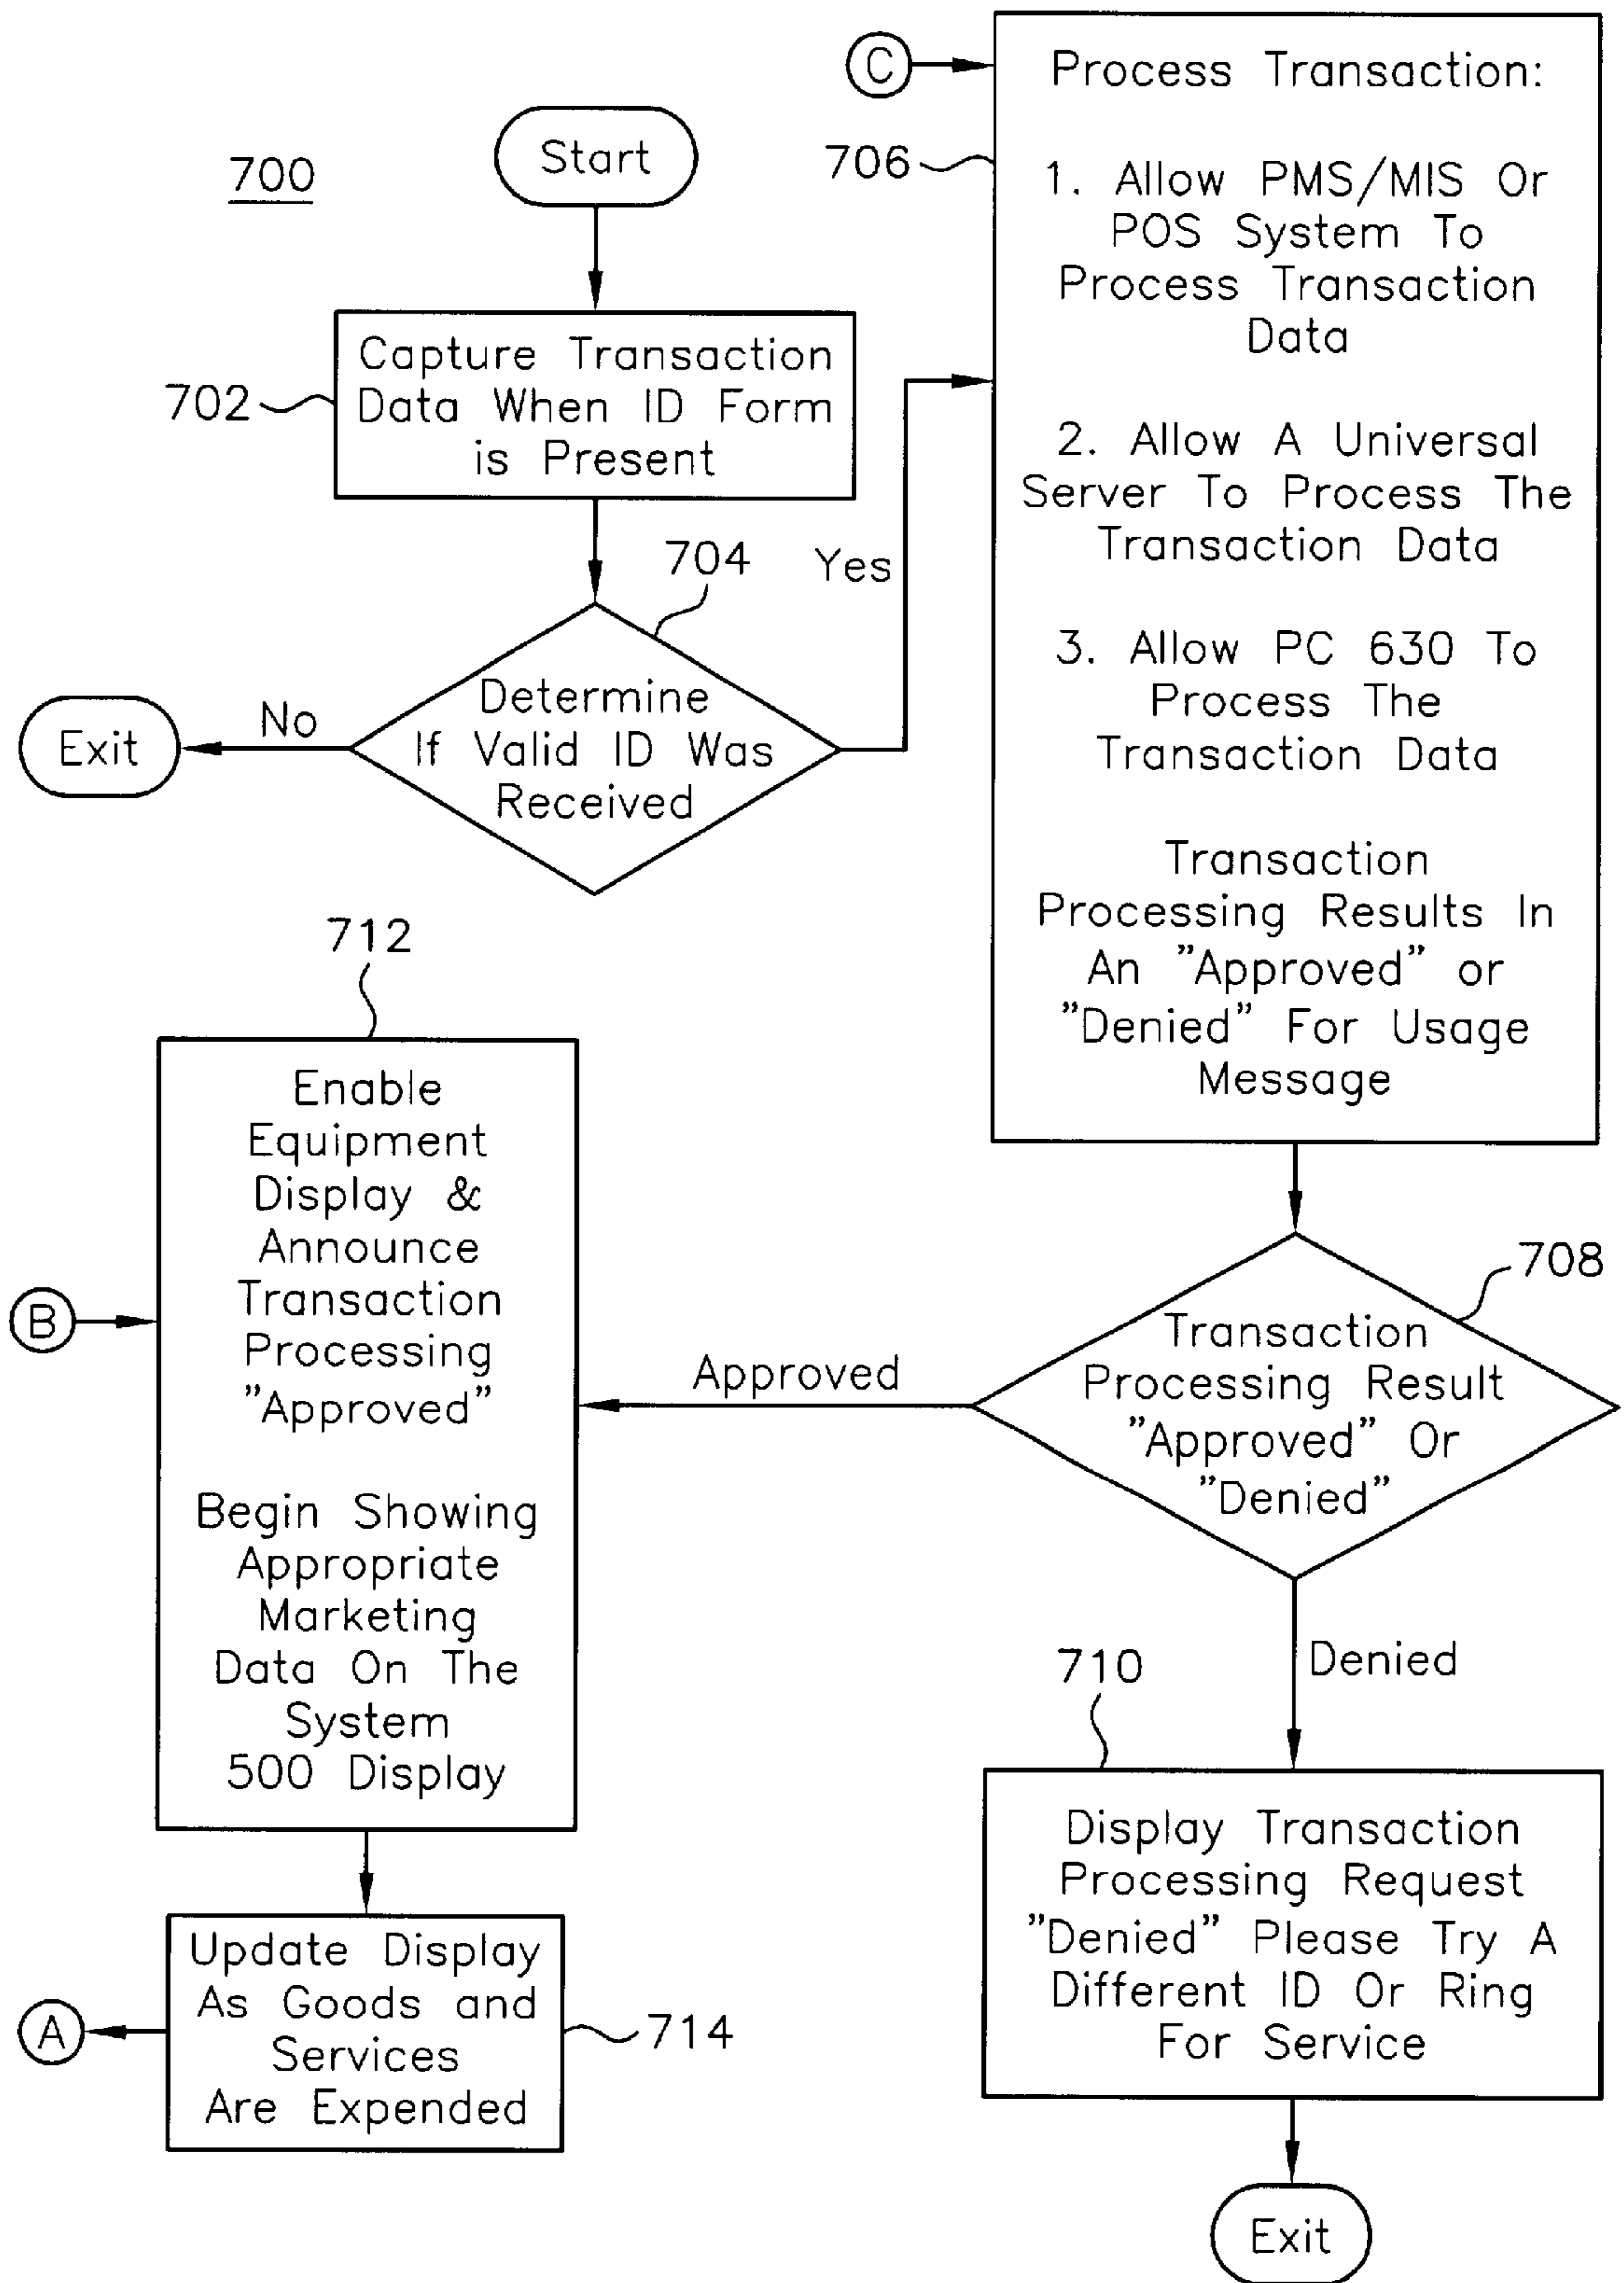 700
Start
702
Capture Transaction
Data When ID Form
is Present
704
Determine
If Valid ID Was
Received
No
Exit
Yes
C
706
Process Transaction:
1. Allow PMS/MIS Or
POS System To
Process Transaction
Data
2. Allow A Universal
Server To Process The
Transaction Data
3. Allow PC 630 To
Process The
Transaction Data
Transaction
Processing Results In
An "Approved" or
"Denied" For Usage
Message
708
Transaction
Processing Result
"Approved" Or
"Denied"
Approved
Denied
710
Display Transaction
Processing Request
"Denied" Please Try A
Different ID Or Ring
For Service
Exit
712
B
Enable
Equipment
Display &
Announce
Transaction
Processing
"Approved"
Begin Showing
Appropriate
Marketing
Data On The
System
500 Display
714
Update Display
As Goods and
Services
Are Expended
A